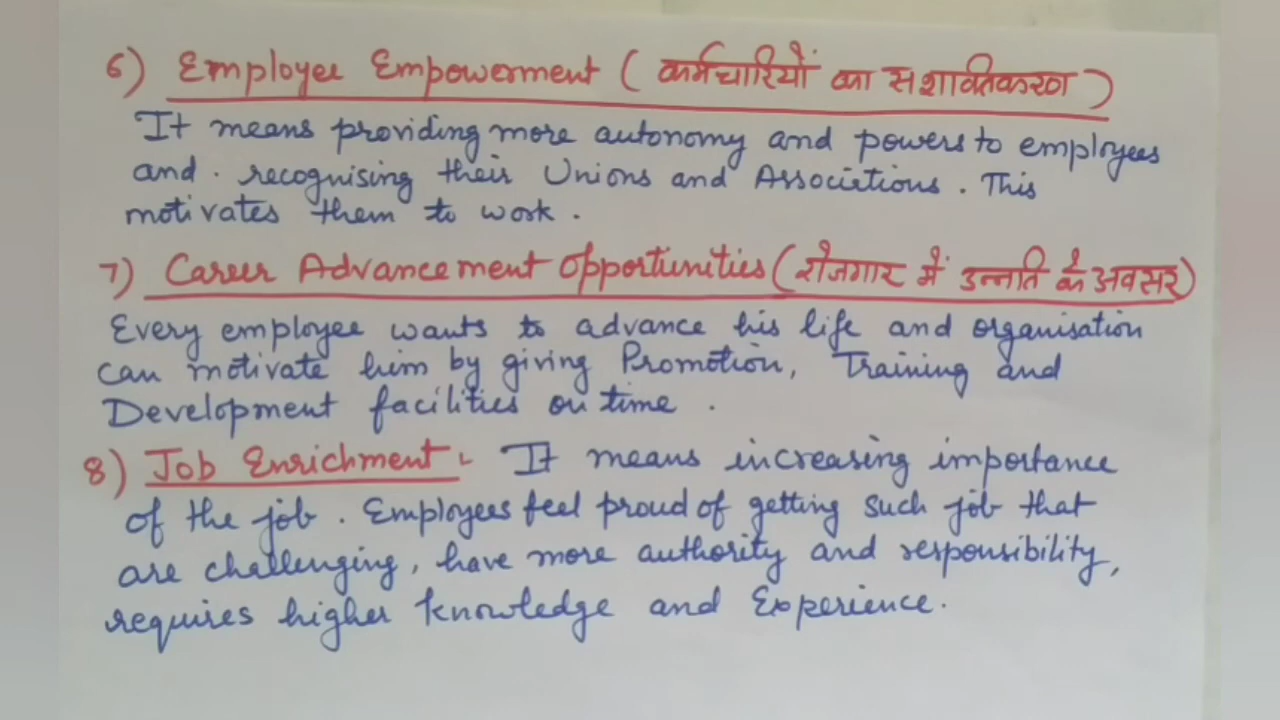 6) Employee Empowerment (कर्मचारियों का सशक्तिकरण)
It means providing more autonomy and powers to employees
and. recognising their Unions and Associetions. This
motivates them to work.
7) Career Advancement Opportunities (रोजगार में उन्नति के अवसर)
Every employee wants to advance his life and organisation
can motivate him by giving Promotion, Training and
Development facilities on time.
8) Job Enrichment: It means increasing importance
of the job. Employees feel proud of getting such job that
are challenging, have more authority and responsibility,
requires higher knowledge and Experience.